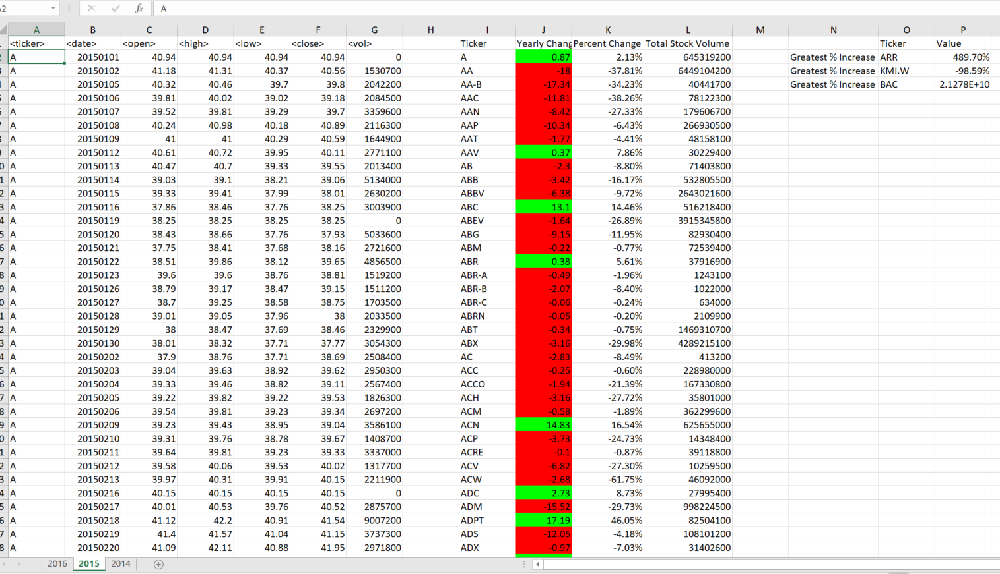 A2 fx A
A B C D E F G H I J K L M N O P
<ticker> <date> <open> <high> <low> <close> <vol> Ticker Yearly Chang Percent Change Total Stock Volume Ticker Value
A 20150101 40.94 40.94 40.94 40.94 0 A 0.87 2.13% 645319200 Greatest % Increase ARR 489.70%
A 20150102 41.18 41.31 40.37 40.56 1530700 AA -18 -37.81% 6449104200 Greatest % Increase KMI.W -98.59%
A 20150105 40.32 40.46 39.7 39.8 2042200 AA-B -17.34 -34.23% 40441700 Greatest % Increase BAC 2.1278E+10
A 20150106 39.81 40.02 39.02 39.18 2084500 AAC -11.81 -38.26% 78122300
A 20150107 39.52 39.81 39.29 39.7 3359600 AAN -8.42 -27.33% 179606700
A 20150108 40.24 40.98 40.18 40.89 2116300 AAP -10.34 -6.43% 266930500
A 20150109 41 41 40.29 40.59 1644900 AAT -1.77 -4.41% 48158100
A 20150112 40.61 40.72 39.95 40.11 2771100 AAV 0.37 7.86% 30229400
A 20150113 40.47 40.7 39.33 39.55 2013400 AB -2.3 -8.80% 71403800
A 20150114 39.03 39.1 38.21 39.06 5134000 ABB -3.42 -16.17% 532805500
A 20150115 39.33 39.41 37.99 38.01 2630200 ABBV -6.38 -9.72% 2643021600
A 20150116 37.86 38.46 37.76 38.25 3003900 ABC 13.1 14.46% 516218400
A 20150119 38.25 38.25 38.25 38.25 0 ABEV -1.64 -26.89% 3915345800
A 20150120 38.43 38.66 37.76 37.93 5033600 ABG -9.15 -11.95% 82930400
A 20150121 37.75 38.41 37.68 38.16 2721600 ABM -0.22 -0.77% 72539400
A 20150122 38.51 39.86 38.12 39.65 4856500 ABR 0.38 5.61% 37916900
A 20150123 39.6 39.6 38.76 38.81 1519200 ABR-A -0.49 -1.96% 1243100
A 20150126 38.79 39.17 38.47 39.15 1511200 ABR-B -2.07 -8.40% 1022000
A 20150127 38.7 39.25 38.58 38.75 1703500 ABR-C -0.06 -0.24% 634000
A 20150128 39.01 39.05 37.96 38 2033500 ABRN -0.05 -0.20% 2109900
A 20150129 38 38.47 37.69 38.46 2329900 ABT -0.34 -0.75% 1469310700
A 20150130 38.01 38.32 37.71 37.77 3054300 ABX -3.16 -29.98% 4289215100
A 20150202 37.9 38.76 37.71 38.69 2508400 AC -2.83 -8.49% 413200
A 20150203 39.04 39.63 38.92 39.62 2950300 ACC -0.25 -0.60% 228980000
A 20150204 39.33 39.46 38.82 39.11 2567400 ACCO -1.94 -21.39% 167330800
A 20150205 39.22 39.82 39.22 39.53 1826300 ACH -3.16 -27.72% 35801000
A 20150206 39.54 39.81 39.23 39.34 2697200 ACM -0.58 -1.89% 362299600
A 20150209 39.23 39.43 38.95 39.04 3586100 ACN 14.83 16.54% 625655000
A 20150210 39.31 39.76 38.78 39.67 1408700 ACP -3.73 -24.73% 14348400
A 20150211 39.64 39.81 39.23 39.33 3337000 ACRE -0.1 -0.87% 39118800
A 20150212 39.58 40.06 39.53 40.02 1317700 ACV -6.82 -27.30% 10259500
A 20150213 39.97 40.31 39.91 40.15 2211900 ACW -2.68 -61.75% 46092000
A 20150216 40.15 40.15 40.15 40.15 0 ADC 2.73 8.73% 27995400
A 20150217 40.01 40.53 39.76 40.52 2875700 ADM -15.52 -29.73% 998224500
A 20150218 41.12 42.2 40.91 41.54 9007200 ADPT 17.19 46.05% 82504100
A 20150219 41.4 41.57 41.04 41.15 3737300 ADS -12.05 -4.18% 108101200
A 20150220 41.09 42.11 40.88 41.95 2971800 ADX -0.97 -7.03% 31402600
2016 2015 2014